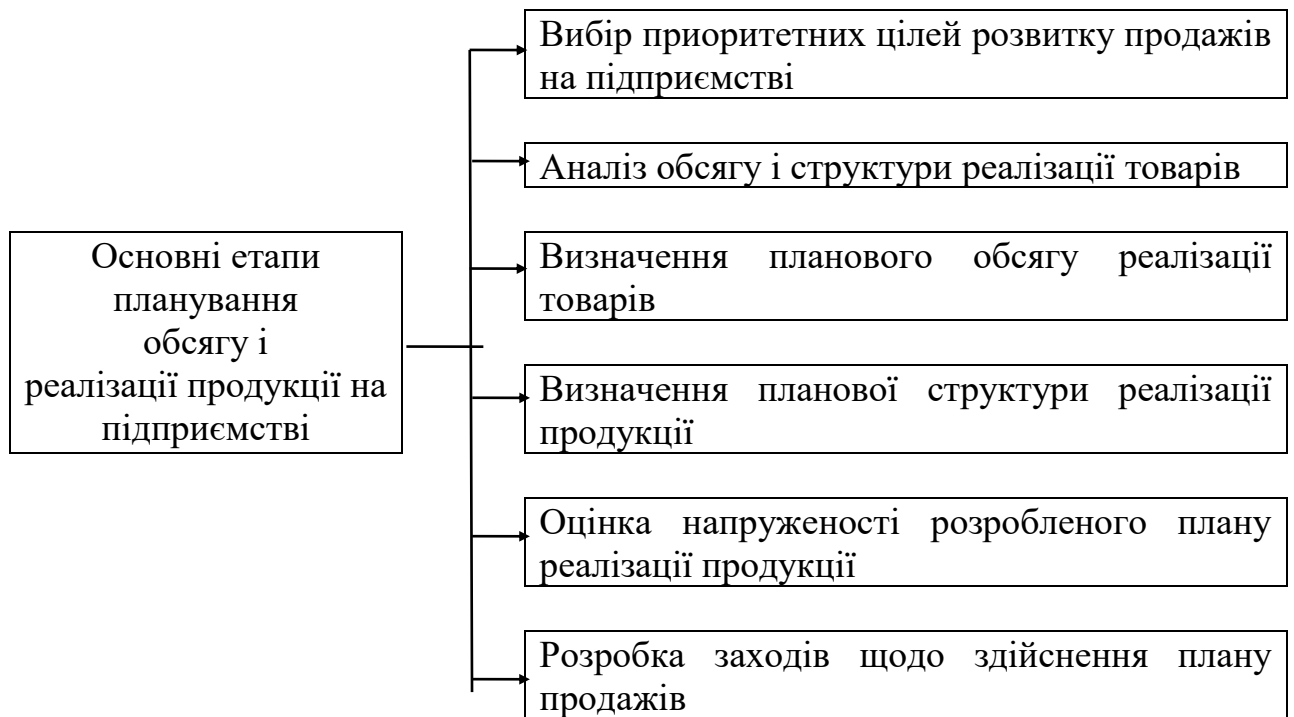 Основні етапи
планування
обсягу і
реалізації продукції на
підприємстві
Вибір приоритетних цілей розвитку продажів
на підприємстві
Аналіз обсягу і структури реалізації товарів
Визначення планового обсягу реалізації
товарів
Визначення планової структури реалізації
продукції
Оцінка напруженості розробленого плану
реалізації продукції
Розробка заходів щодо здійснення плану
продажів